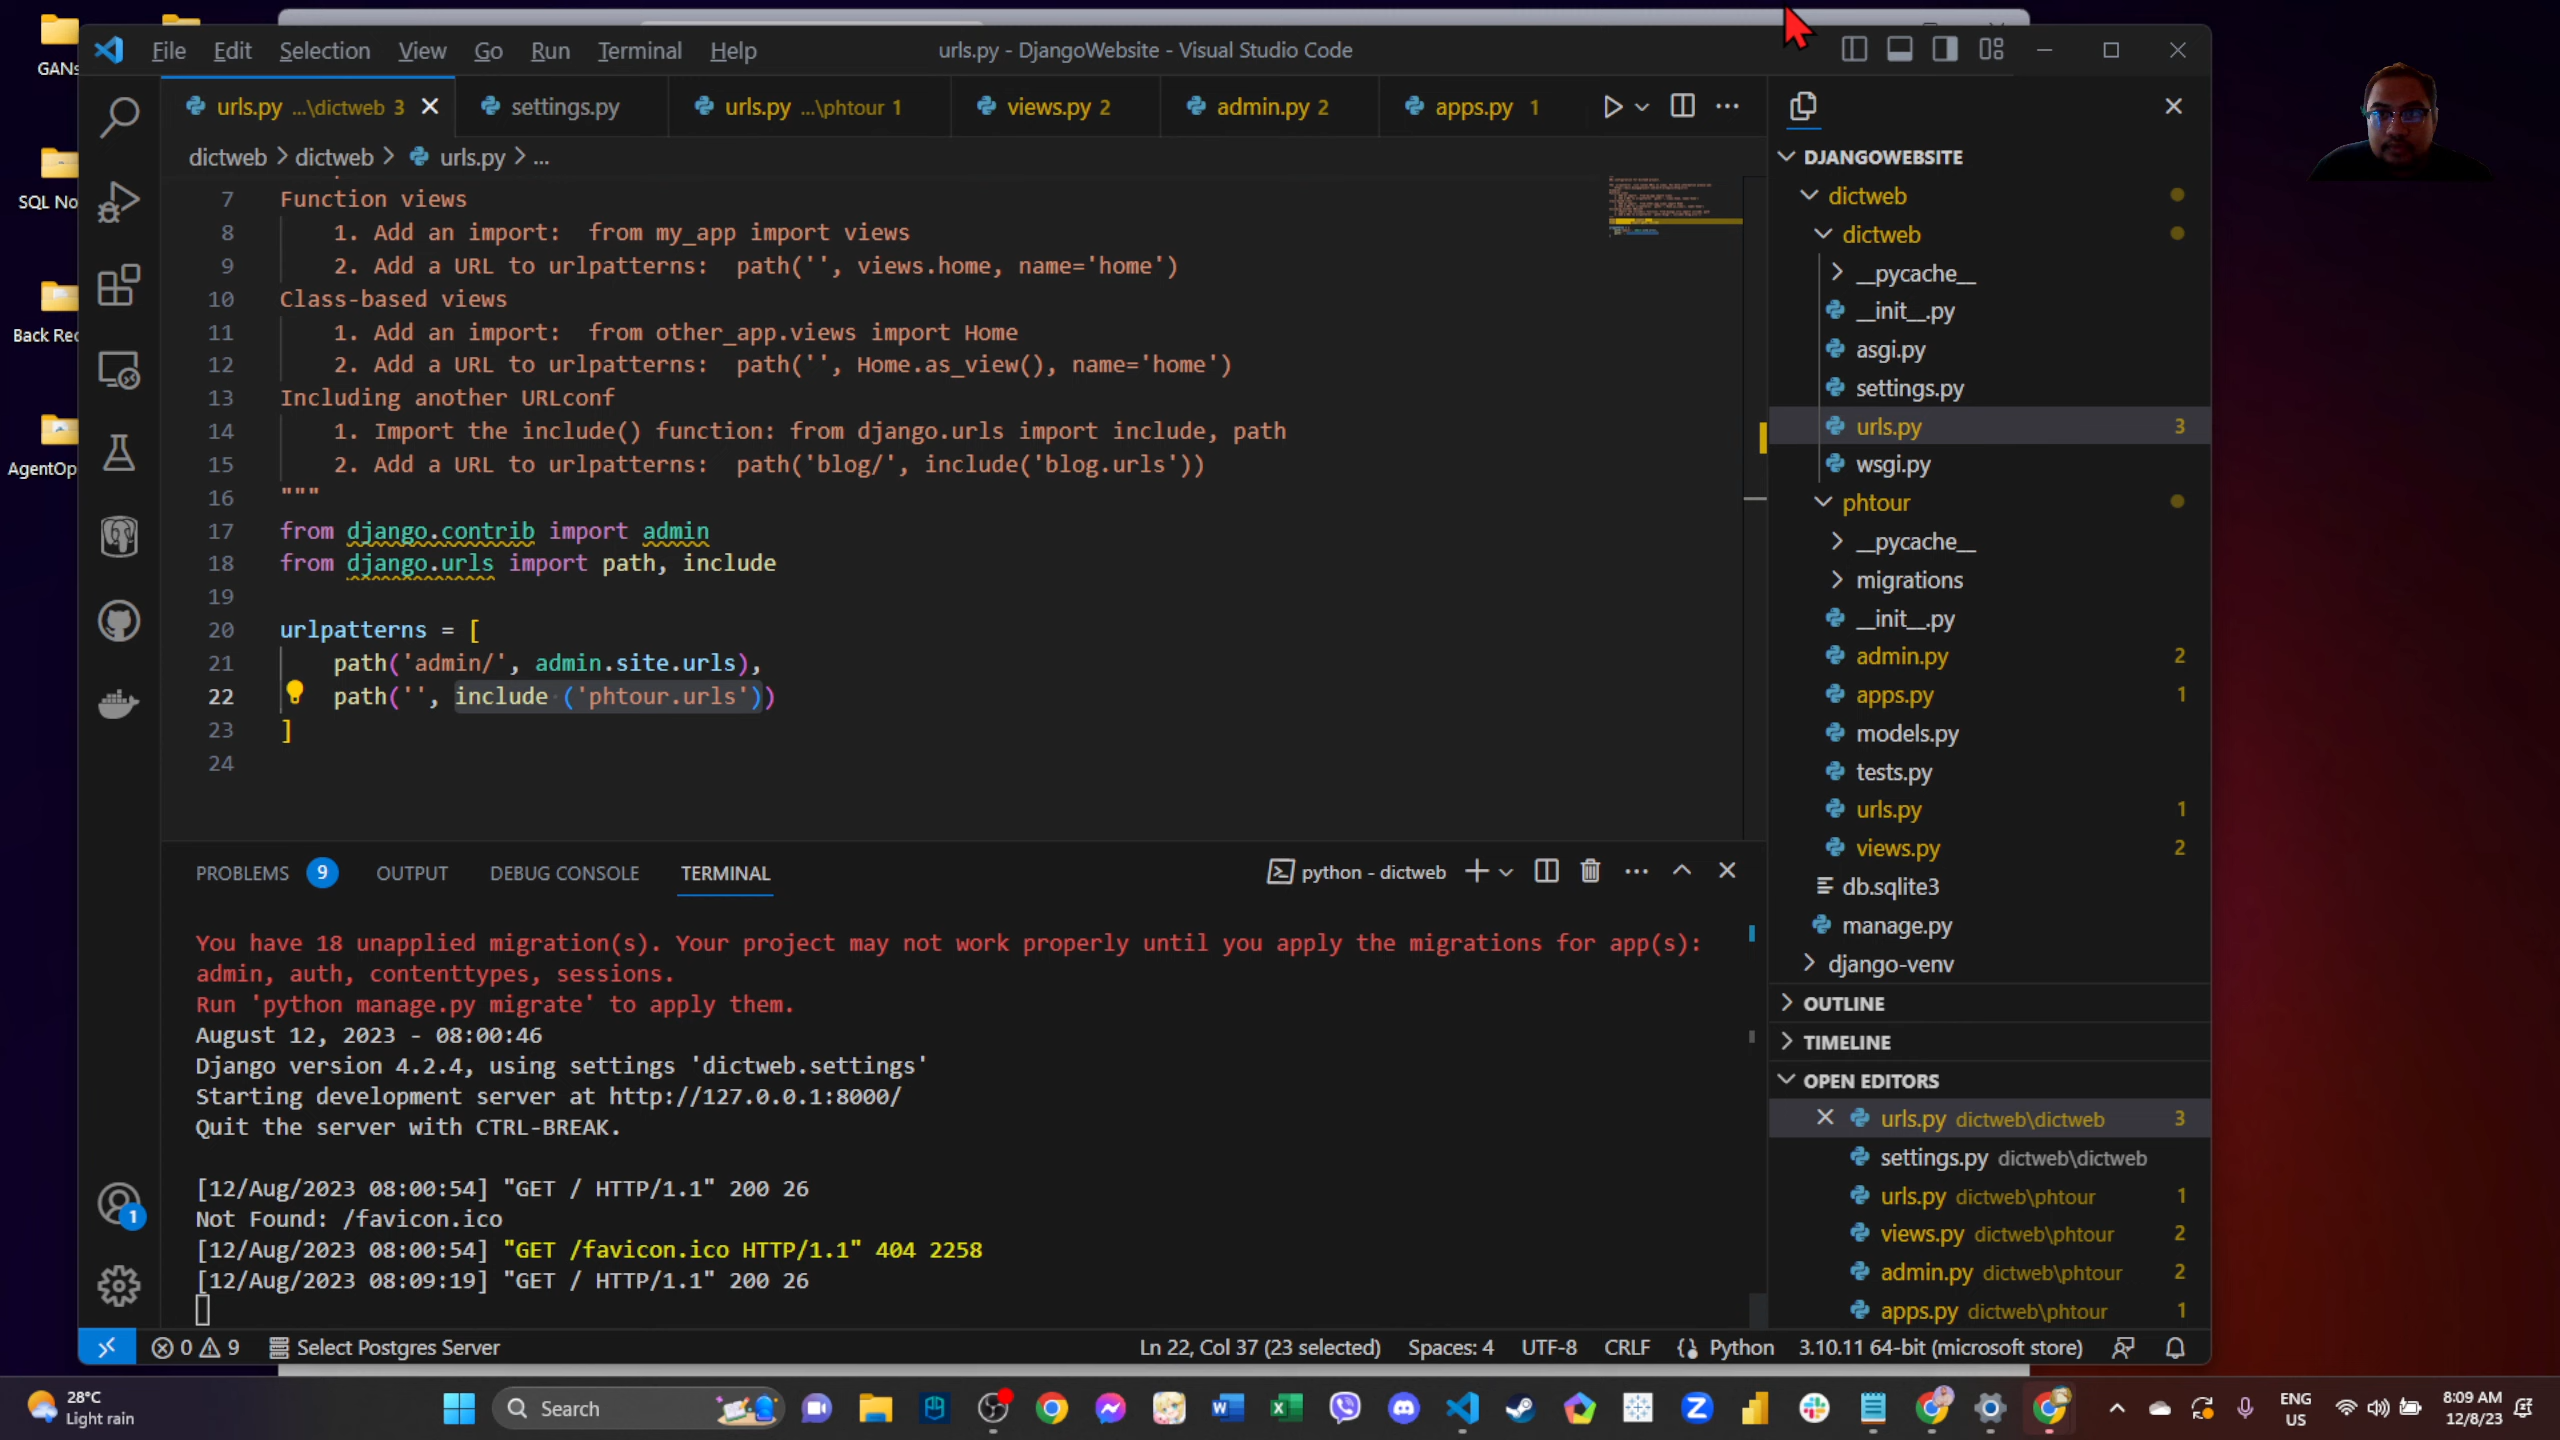 GANs
SQL No
Back Rec
AgentOp
File Edit Selection View Go Run Terminal Help
urls.py - DjangoWebsite - Visual Studio Code
urls.py ...\dictweb 3
settings.py
urls.py ...\phtour 1
views.py 2
admin.py 2
apps.py 1
dictweb > dictweb > urls.py > ...
7 Function views
8 1. Add an import:  from my_app import views
9 2. Add a URL to urlpatterns:  path('', views.home, name='home')
10 Class-based views
11 1. Add an import:  from other_app.views import Home
12 2. Add a URL to urlpatterns:  path('', Home.as_view(), name='home')
13 Including another URLconf
14 1. Import the include() function: from django.urls import include, path
15 2. Add a URL to urlpatterns:  path('blog/', include('blog.urls'))
16 """
17 from django.contrib import admin
18 from django.urls import path, include
19
20 urlpatterns = [
21 path('admin/', admin.site.urls),
22 path('', include ('phtour.urls'))
23 ]
24
PROBLEMS 9 OUTPUT DEBUG CONSOLE TERMINAL
python - dictweb
You have 18 unapplied migration(s). Your project may not work properly until you apply the migrations for app(s):
admin, auth, contenttypes, sessions.
Run 'python manage.py migrate' to apply them.
August 12, 2023 - 08:00:46
Django version 4.2.4, using settings 'dictweb.settings'
Starting development server at http://127.0.0.1:8000/
Quit the server with CTRL-BREAK.
[12/Aug/2023 08:00:54] "GET / HTTP/1.1" 200 26
Not Found: /favicon.ico
[12/Aug/2023 08:00:54] "GET /favicon.ico HTTP/1.1" 404 2258
[12/Aug/2023 08:09:19] "GET / HTTP/1.1" 200 26
DJANGOWEBSITE
dictweb
dictweb
__pycache__
__init__.py
asgi.py
settings.py
urls.py 3
wsgi.py
phtour
__pycache__
migrations
__init__.py
admin.py 2
apps.py 1
models.py
tests.py
urls.py 1
views.py 2
db.sqlite3
manage.py
django-venv
OUTLINE
TIMELINE
OPEN EDITORS
urls.py dictweb\dictweb 3
settings.py dictweb\dictweb
urls.py dictweb\phtour 1
views.py dictweb\phtour 2
admin.py dictweb\phtour 2
apps.py dictweb\phtour 1
1
0 9 Select Postgres Server
Ln 22, Col 37 (23 selected) Spaces: 4 UTF-8 CRLF Python 3.10.11 64-bit (microsoft store)
28°C
Light rain
Search
ENG
US
8:09 AM
12/8/23